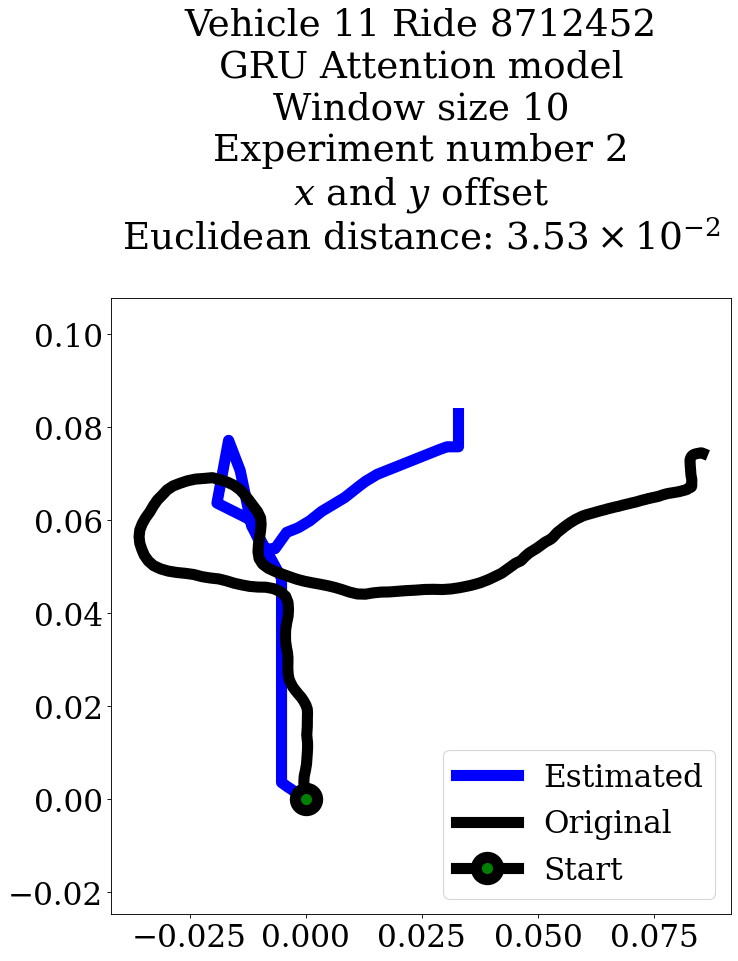 Vehicle 11 Ride 8712452
GRU Attention model
Window size 10
Experiment number 2
x and y offset
Euclidean distance: 3.53 × 10⁻²
0.10
0.08
0.06
0.04
0.02
0.00
−0.02
Estimated
Original
Start
−0.025 0.000 0.025 0.050 0.075